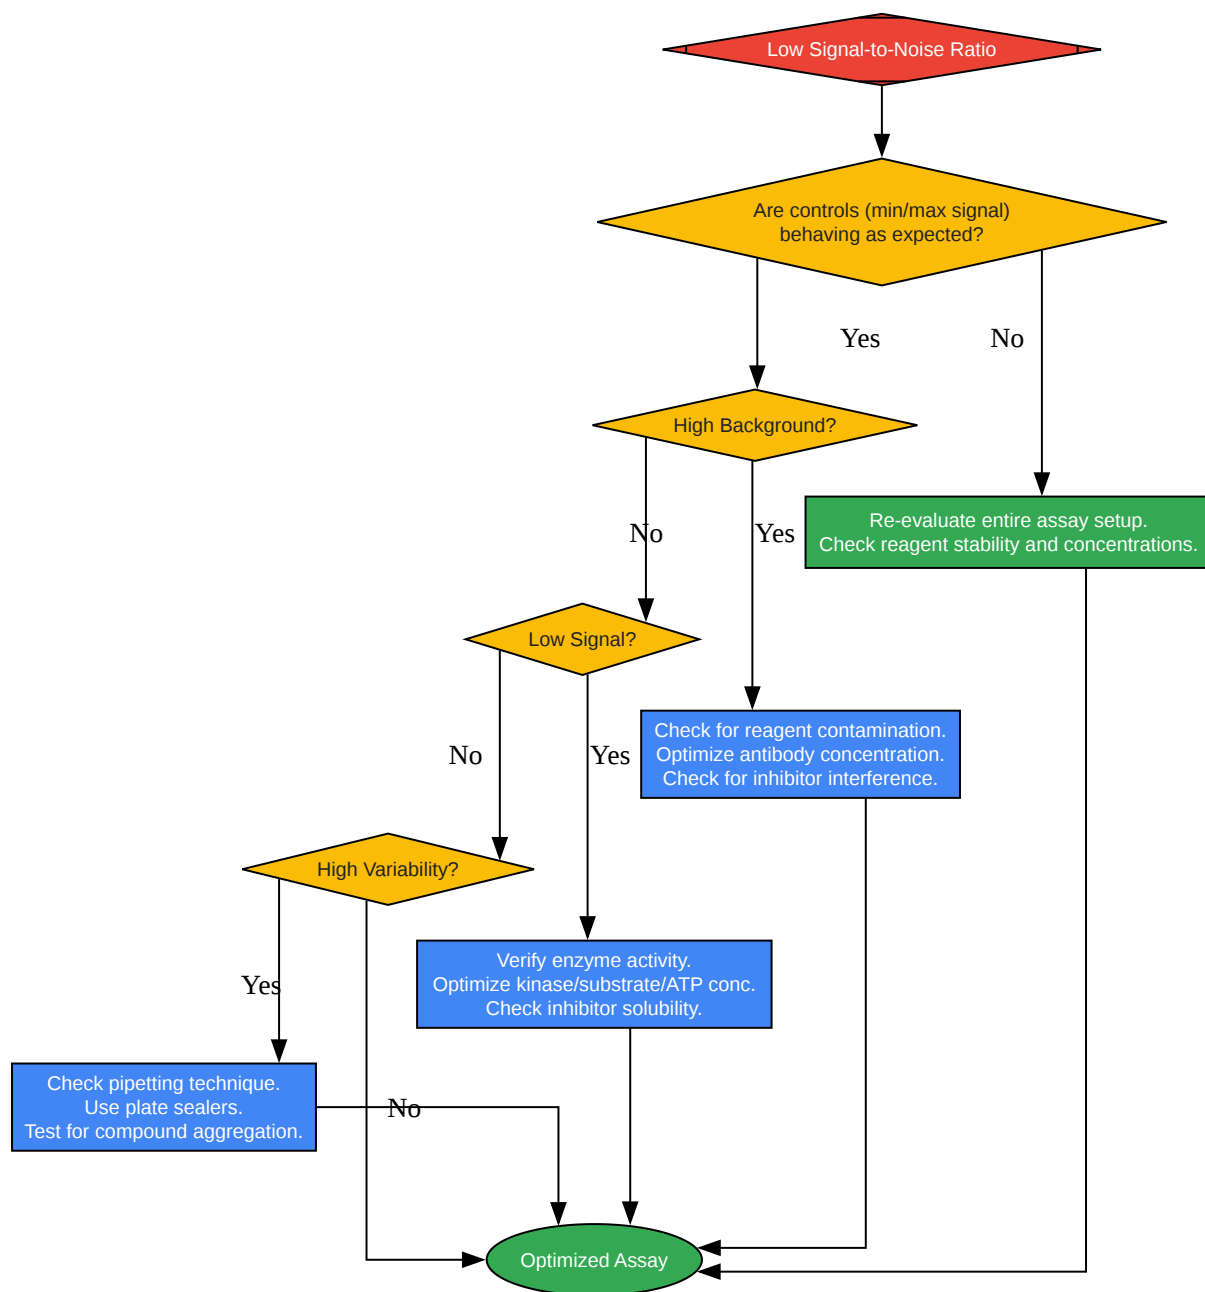 Low Signal-to-Noise Ratio
Are controls (min/max signal)
behaving as expected?
Yes
No
High Background?
No
Yes
Re-evaluate entire assay setup.
Check reagent stability and concentrations.
Low Signal?
No
Yes
Check for reagent contamination.
Optimize antibody concentration.
Check for inhibitor interference.
High Variability?
Yes
No
Verify enzyme activity.
Optimize kinase/substrate/ATP conc.
Check inhibitor solubility.
Check pipetting technique.
Use plate sealers.
Test for compound aggregation.
Optimized Assay